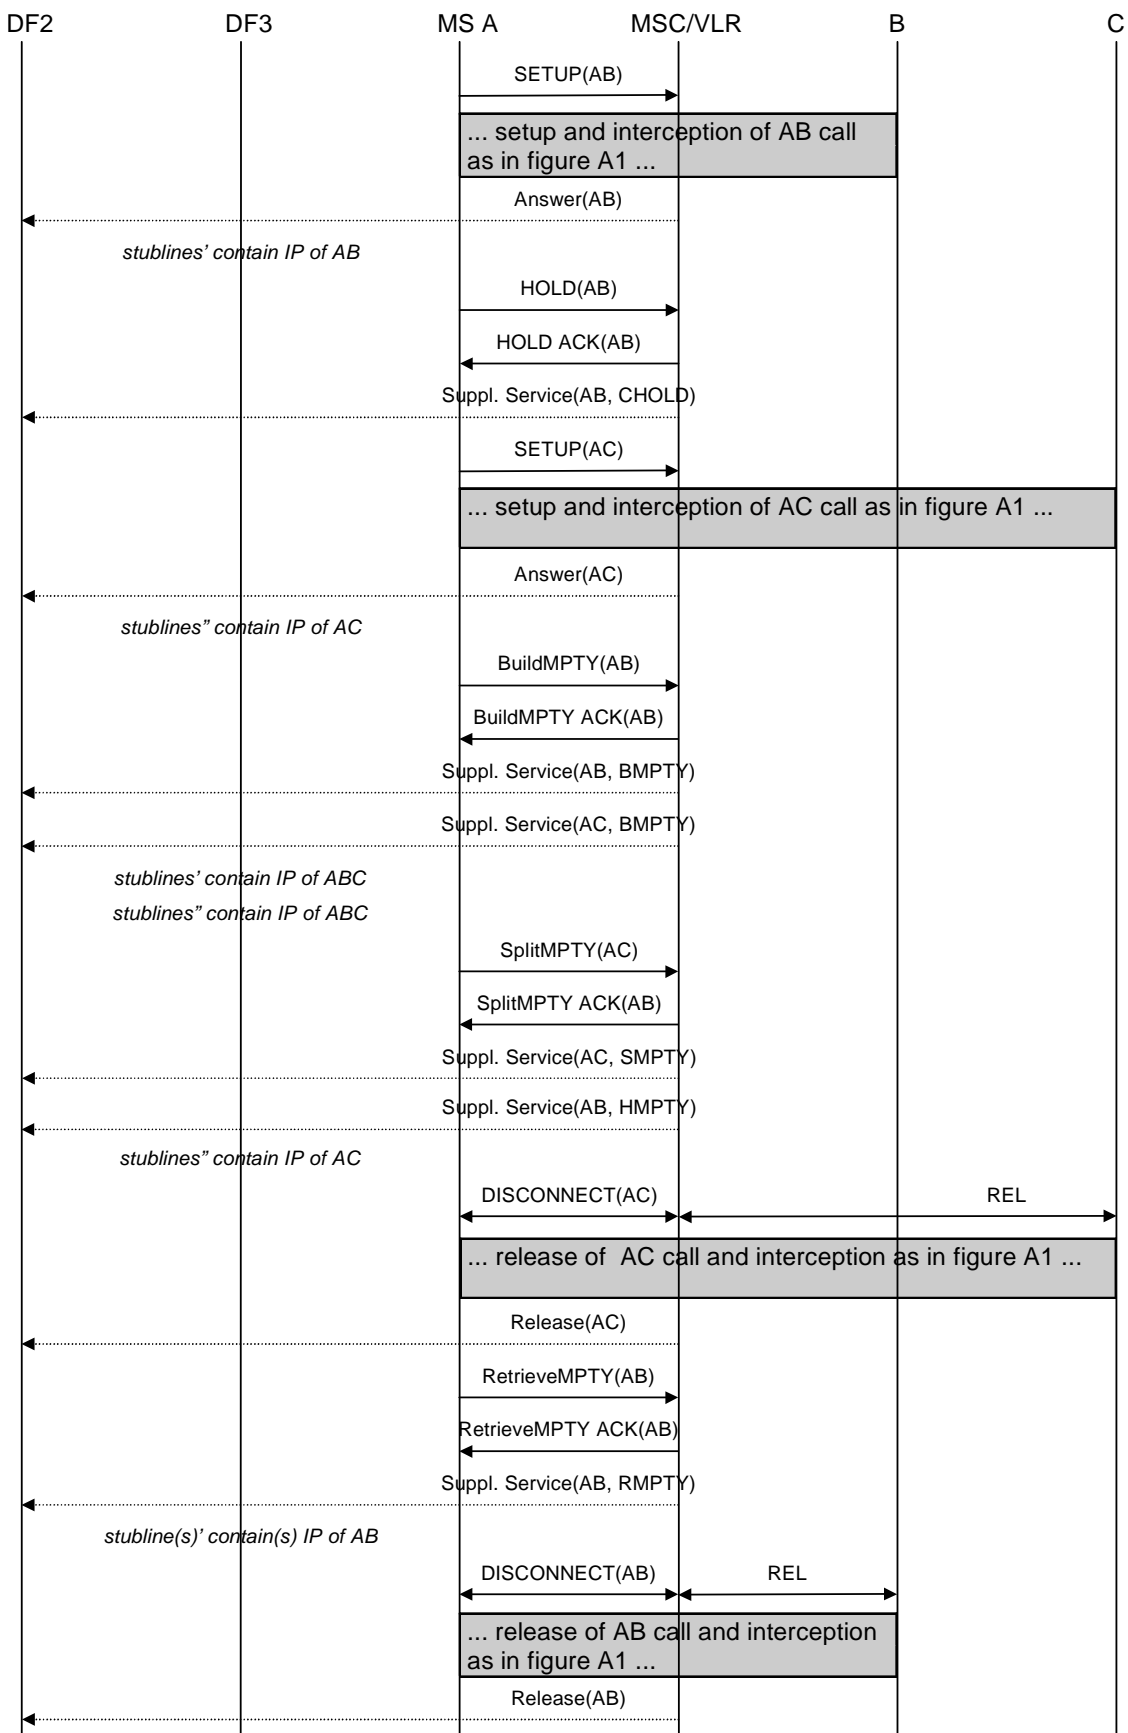 DF2 DF3 MS A MSC/VLR B C
SETUP(AB)
... setup and interception of AB call
as in figure A1 ...
Answer(AB)
stublines’ contain IP of AB
HOLD(AB)
HOLD ACK(AB)
Suppl. Service(AB, CHOLD)
SETUP(AC)
... setup and interception of AC call as in figure A1 ...
Answer(AC)
stublines” contain IP of AC
BuildMPTY(AB)
BuildMPTY ACK(AB)
Suppl. Service(AB, BMPTY)
Suppl. Service(AC, BMPTY)
stublines’ contain IP of ABC
stublines” contain IP of ABC
SplitMPTY(AC)
SplitMPTY ACK(AB)
Suppl. Service(AC, SMPTY)
Suppl. Service(AB, HMPTY)
stublines” contain IP of AC
DISCONNECT(AC) REL
... release of  AC call and interception as in figure A1 ...
Release(AC)
RetrieveMPTY(AB)
RetrieveMPTY ACK(AB)
Suppl. Service(AB, RMPTY)
stubline(s)’ contain(s) IP of AB
DISCONNECT(AB) REL
... release of AB call and interception
as in figure A1 ...
Release(AB)